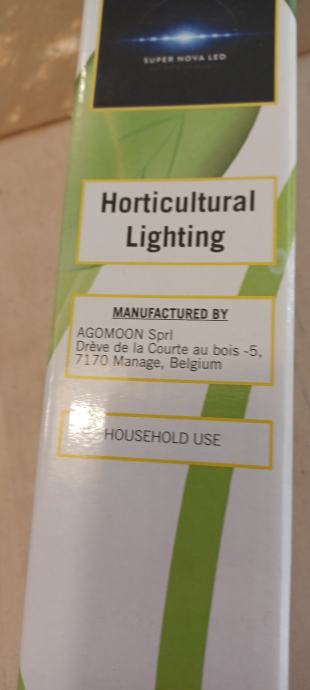 SUPER NOVA LED
Horticultural
Lighting
MANUFACTURED BY
AGOMOON Sprl
Drève de la Courte au bois -5,
7170 Manage, Belgium
HOUSEHOLD USE